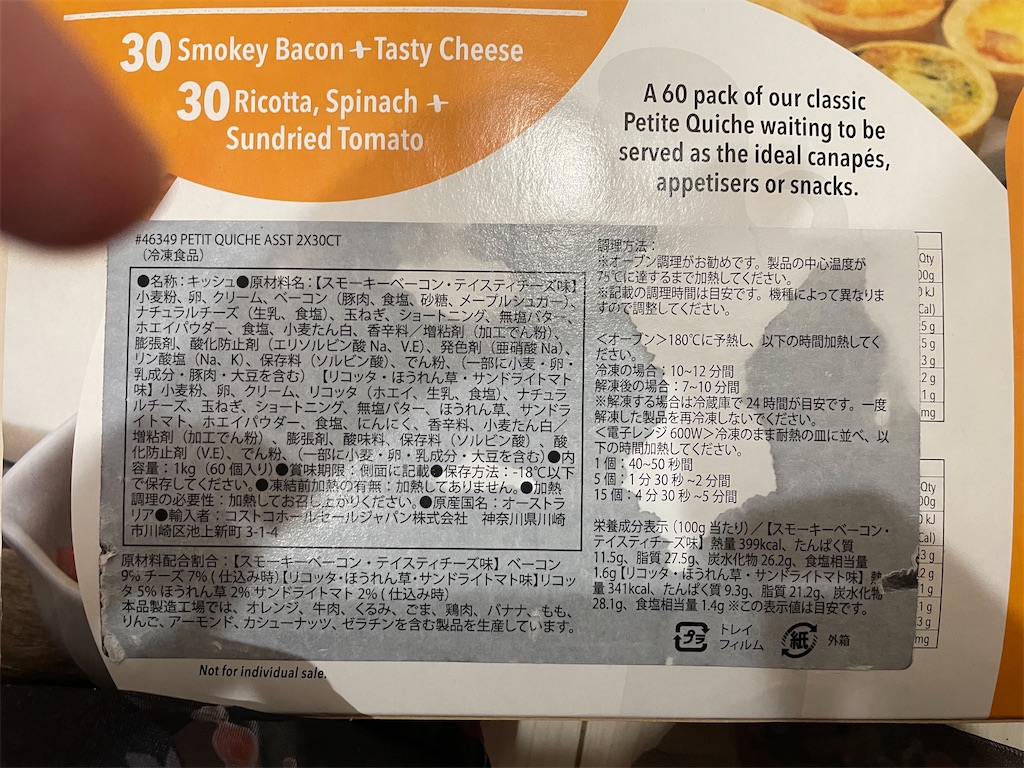 30 Smokey Bacon + Tasty Cheese
30 Ricotta, Spinach +
Sundried Tomato
A 60 pack of our classic
Petite Quiche waiting to be
served as the ideal canapés,
appetisers or snacks.
#46349 PETIT QUICHE ASST 2X30CT
（冷凍食品）
●名称：キッシュ●原材料名：【スモーキーベーコン・テイスティチーズ味】
小麦粉、卵、クリーム、ベーコン（豚肉、食塩、砂糖、メープルシュガー）、
ナチュラルチーズ（生乳、食塩）、玉ねぎ、ショートニング、無塩バター、
ホエイパウダー、食塩、小麦たん白、香辛料／増粘剤（加工でん粉）、
膨張剤、酸化防止剤（エリソルビン酸 Na、V.E）、発色剤（亜硝酸 Na）、
リン酸塩（Na、K）、保存料（ソルビン酸）、でん粉、（一部に小麦・卵・
乳成分・豚肉・大豆を含む）【リコッタ・ほうれん草・サンドライトマト
味】小麦粉、卵、クリーム、リコッタ（ホエイ、生乳、食塩）、ナチュラ
ルチーズ、玉ねぎ、ショートニング、無塩バター、ほうれん草、サンドラ
イトマト、ホエイパウダー、食塩、にんにく、香辛料、小麦たん白／
増粘剤（加工でん粉）、膨張剤、酸味料、保存料（ソルビン酸）、酸
化防止剤（V.E）、でん粉、（一部に小麦・卵・乳成分・大豆を含む）●内
容量：1kg（60個入り）●賞味期限：側面に記載●保存方法：-18℃以下
で保存してください。●凍結前加熱の有無：加熱してありません。●加熱
調理の必要性：加熱してお召し上がりください。●原産国名：オーストラ
リア●輸入者：コストコホールセールジャパン株式会社 神奈川県川崎
市川崎区池上新町 3-1-4
原材料配合割合：【スモーキーベーコン・テイスティチーズ味】ベーコン
9% チーズ 7%（仕込み時）【リコッタ・ほうれん草・サンドライトマト味】リコッ
タ 5% ほうれん草 2% サンドライトマト 2%（仕込み時）
本品製造工場では、オレンジ、牛肉、くるみ、ごま、鶏肉、バナナ、もも、
りんご、アーモンド、カシューナッツ、ゼラチンを含む製品を生産しています。
調理方法：
※オーブン調理がお勧めです。製品の中心温度が
75℃に達するまで加熱してください。
※記載の調理時間は目安です。機種によって異なりま
すので調整してください。
＜オーブン＞180℃に予熱し、以下の時間加熱してく
ださい。
冷凍の場合：10~12 分間
解凍後の場合：7~10 分間
※解凍する場合は冷蔵庫で 24 時間が目安です。一度
解凍した製品を再冷凍しないでください。
＜電子レンジ 600W＞冷凍のまま耐熱の皿に並べ、以
下の時間加熱してください。
1 個：40~50 秒間
5 個：1 分 30 秒 ~2 分間
15 個：4 分 30 秒 ~5 分間
栄養成分表示（100g 当たり）／【スモーキーベーコン・
テイスティチーズ味】熱量 399kcal、たんぱく質
11.5g、脂質 27.5g、炭水化物 26.2g、食塩相当量
1.6g【リコッタ・ほうれん草・サンドライトマト味】熱
量 341kcal、たんぱく質 9.3g、脂質 21.2g、炭水化物
28.1g、食塩相当量 1.4g ※この表示値は目安です。
プラ トレイ
フィルム
紙 外箱
Qty
00g
kJ
Cal)
5 g
5 g
3 g
2 g
1 g
mg
Qty
00g
kJ
Cal)
3 g
2 g
1 g
1 g
3 g
mg
Not for individual sale.